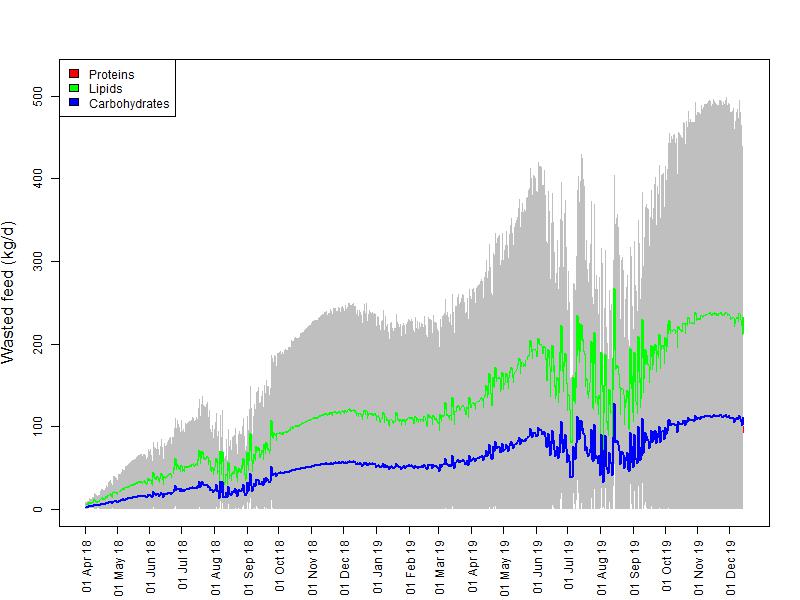 Proteins
Lipids
Carbohydrates
Wasted feed (kg/d)
500
400
300
200
100
0
01 Apr 18
01 May 18
01 Jun 18
01 Jul 18
01 Aug 18
01 Sep 18
01 Oct 18
01 Nov 18
01 Dec 18
01 Jan 19
01 Feb 19
01 Mar 19
01 Apr 19
01 May 19
01 Jun 19
01 Jul 19
01 Aug 19
01 Sep 19
01 Oct 19
01 Nov 19
01 Dec 19